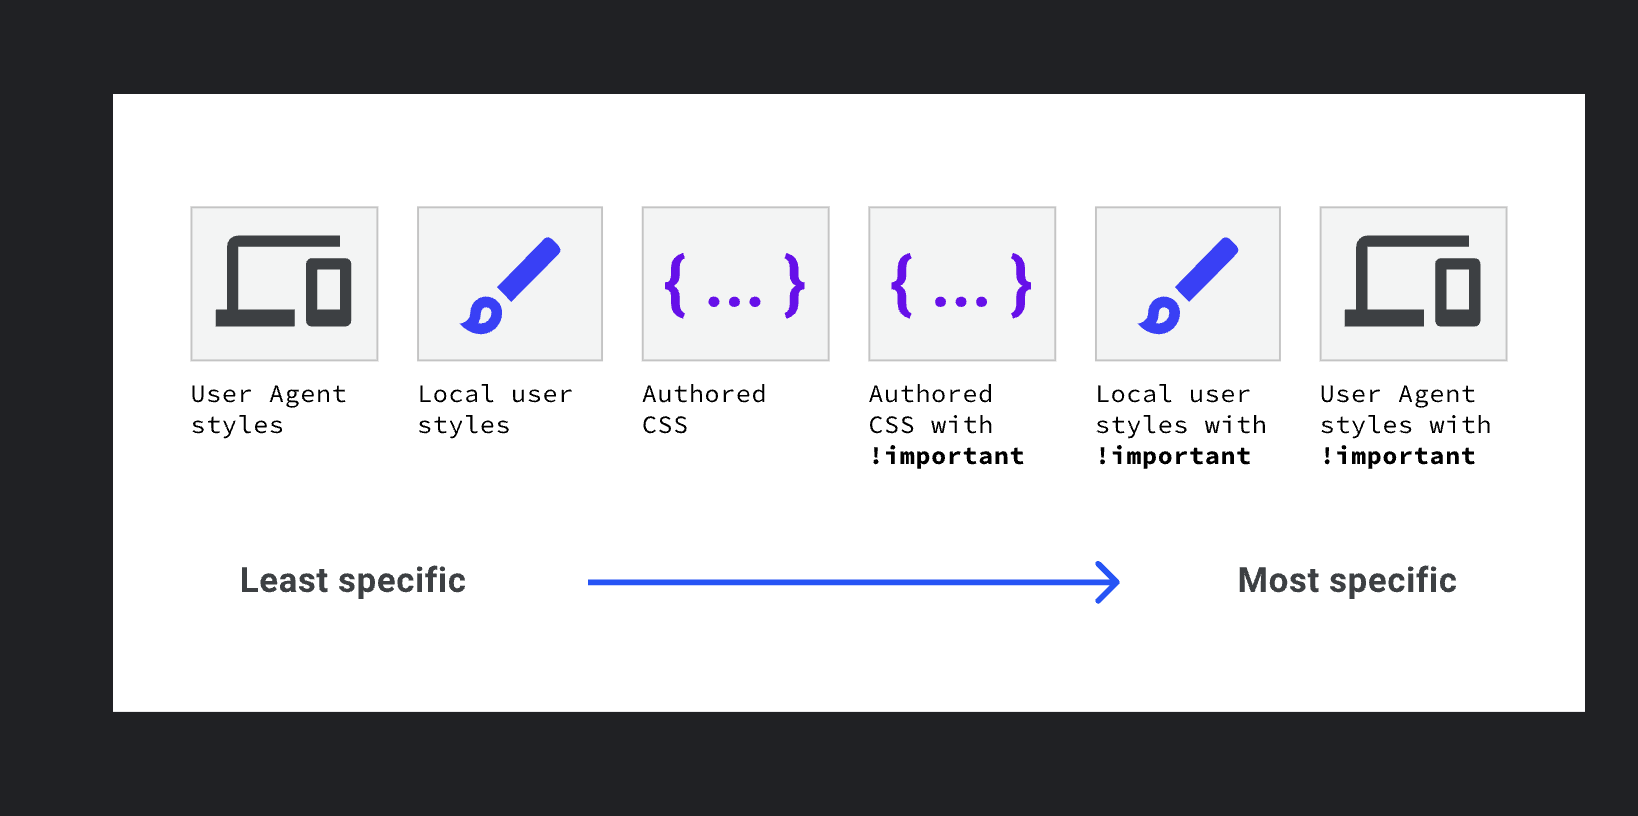 { ... }
{ ... }
User Agent
styles
Local user
styles
Authored
CSS
Authored
CSS with
!important
Local user
styles with
!important
User Agent
styles with
!important
Least specific
Most specific